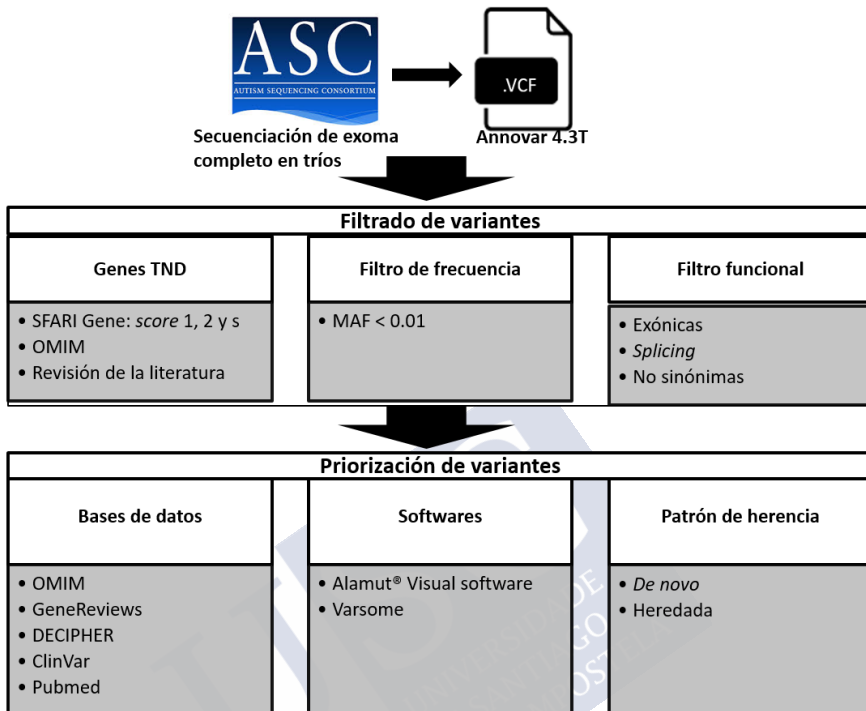 ASC
AUTISM SEQUENCING CONSORTIUM
.VCF
Secuenciación de exoma
completo en tríos
Annovar 4.3T
Filtrado de variantes
Genes TND
Filtro de frecuencia
Filtro funcional
• SFARI Gene: score 1, 2 y s
• OMIM
• Revisión de la literatura
• MAF < 0.01
• Exónicas
• Splicing
• No sinónimas
Priorización de variantes
Bases de datos
Softwares
Patrón de herencia
• OMIM
• GeneReviews
• DECIPHER
• ClinVar
• Pubmed
• Alamut® Visual software
• Varsome
• De novo
• Heredada